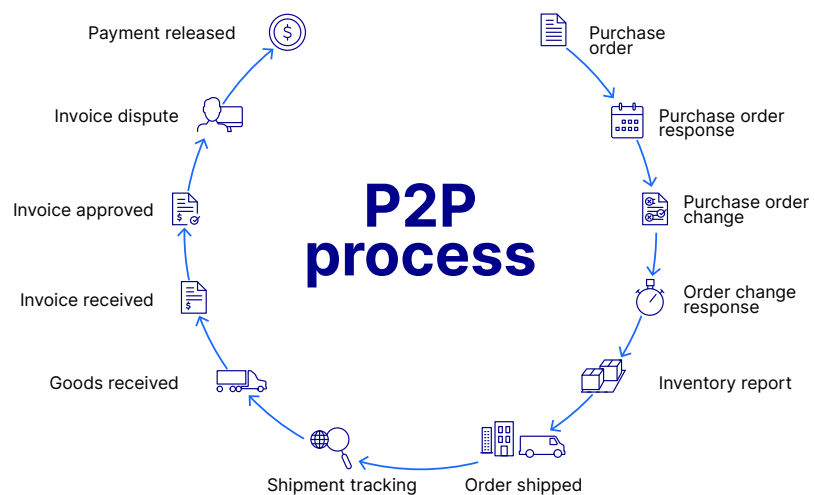 P2P
process
Purchase
order
Purchase order
response
Purchase order
change
Order change
response
Inventory report
Order shipped
Shipment tracking
Goods received
Invoice received
Invoice approved
Invoice dispute
Payment released